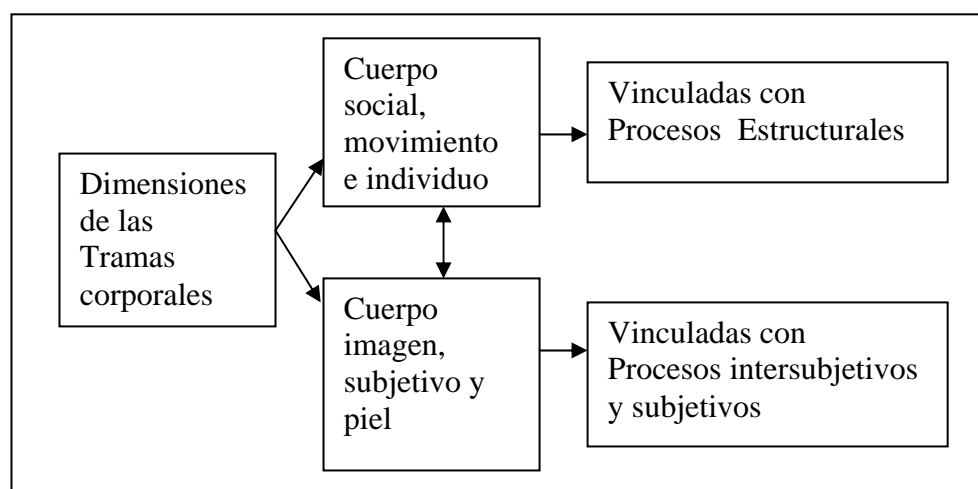 Dimensiones
de las
Tramas
corporales
Cuerpo
social,
movimiento
e individuo
Vinculadas con
Procesos Estructurales
Cuerpo
imagen,
subjetivo y
piel
Vinculadas con
Procesos intersubjetivos
y subjetivos